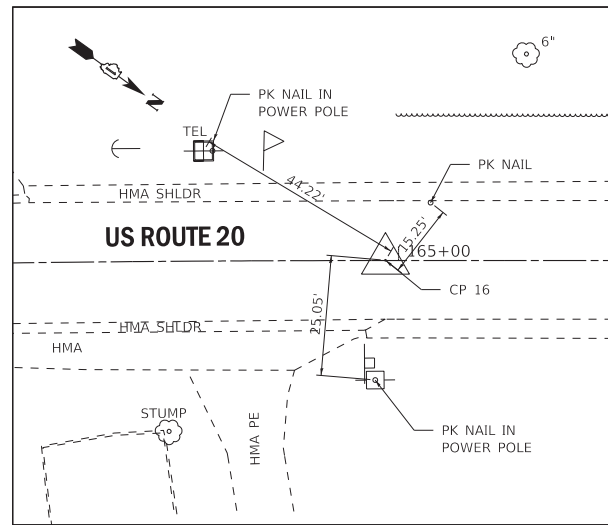 6"
N
PK NAIL IN
POWER POLE
TEL
PK NAIL
44.22'
HMA SHLDR
15.25'
US ROUTE 20
165+00
CP 16
25.05'
HMA SHLDR
HMA
STUMP
HMA PE
PK NAIL IN
POWER POLE